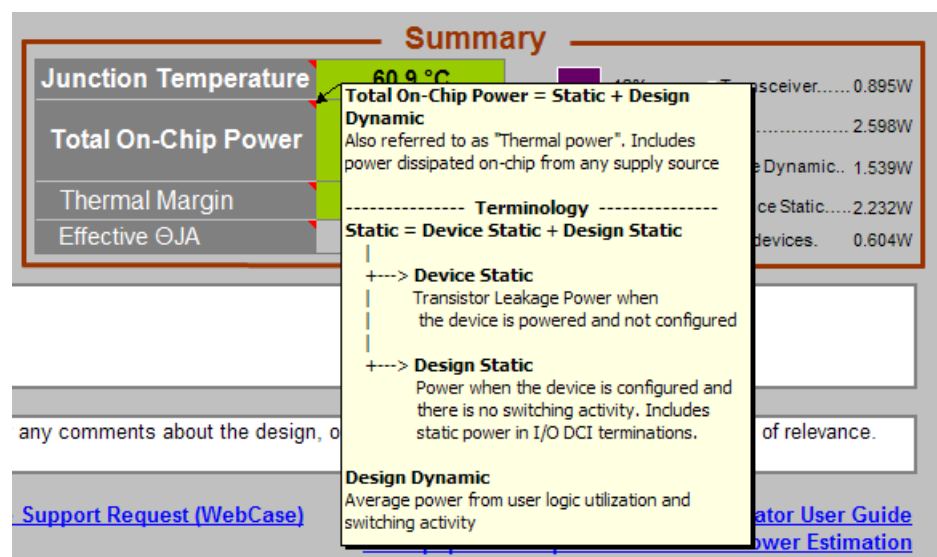 Summary
Junction Temperature 60.9 °C
Transceiver...... 0.895W
Total On-Chip Power
................ 2.598W
Dynamic.. 1.539W
Thermal Margin
Static.....2.232W
Effective ΘJA
devices. 0.604W
Total On-Chip Power = Static + Design
Dynamic
Also referred to as "Thermal power". Includes
power dissipated on-chip from any supply source
--------------- Terminology ---------------
Static = Device Static + Design Static
|
+---> Device Static
| Transistor Leakage Power when
| the device is powered and not configured
|
+---> Design Static
Power when the device is configured and
there is no switching activity. Includes
static power in I/O DCI terminations.
Design Dynamic
Average power from user logic utilization and
switching activity
any comments about the design, of relevance.
Support Request (WebCase)
User Guide
Estimation